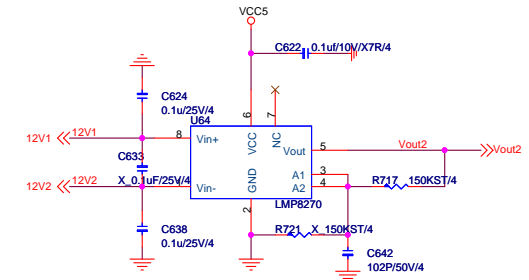 VCC5
C622
0.1uf/10V/X7R/4
C624
0.1u/25V/4
U64
6
7
VCC
NC
12V1
12V1
8
Vin+
Vout
5
Vout2
Vout2
C633
X_0.1uF/25V/4
A1
3
12V2
12V2
Vin-
GND
A2
4
R717
150KST/4
LMP8270
2
C638
0.1u/25V/4
R721
X_150KST/4
C642
102P/50V/4